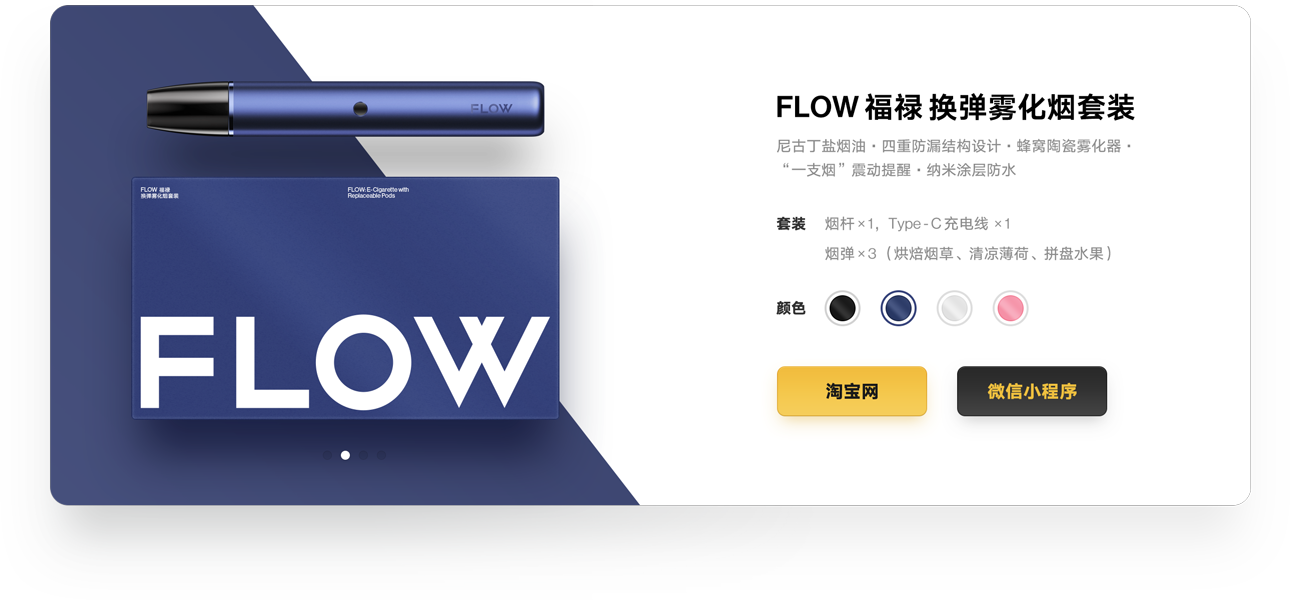 FLOW
FLOW 福禄
换弹雾化烟套装
FLOW: E-Cigarette with
Replaceable Pods
FLOW
FLOW 福禄 换弹雾化烟套装
尼古丁盐烟油・四重防漏结构设计・蜂窝陶瓷雾化器・
“一支烟”震动提醒・纳米涂层防水
套装 烟杆×1, Type-C充电线 ×1
烟弹×3（烘焙烟草、清凉薄荷、拼盘水果）
颜色
淘宝网 微信小程序